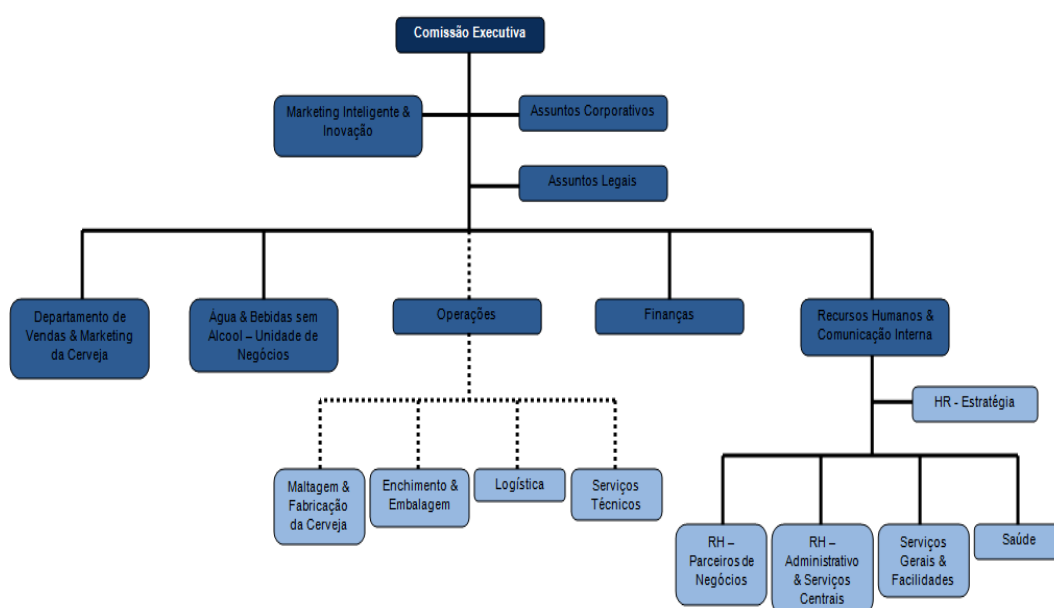 Comissão Executiva
Marketing Inteligente &
Inovação
Assuntos Corporativos
Assuntos Legais
Departamento de
Vendas & Marketing
da Cerveja
Água & Bebidas sem
Alcool – Unidade de
Negócios
Operações
Finanças
Recursos Humanos &
Comunicação Interna
HR - Estratégia
Maltagem &
Fabricação
da Cerveja
Enchimento &
Embalagem
Logística
Serviços
Técnicos
RH –
Parceiros de
Negócios
RH –
Administrativo
& Serviços
Centrais
Serviços
Gerais &
Facilidades
Saúde